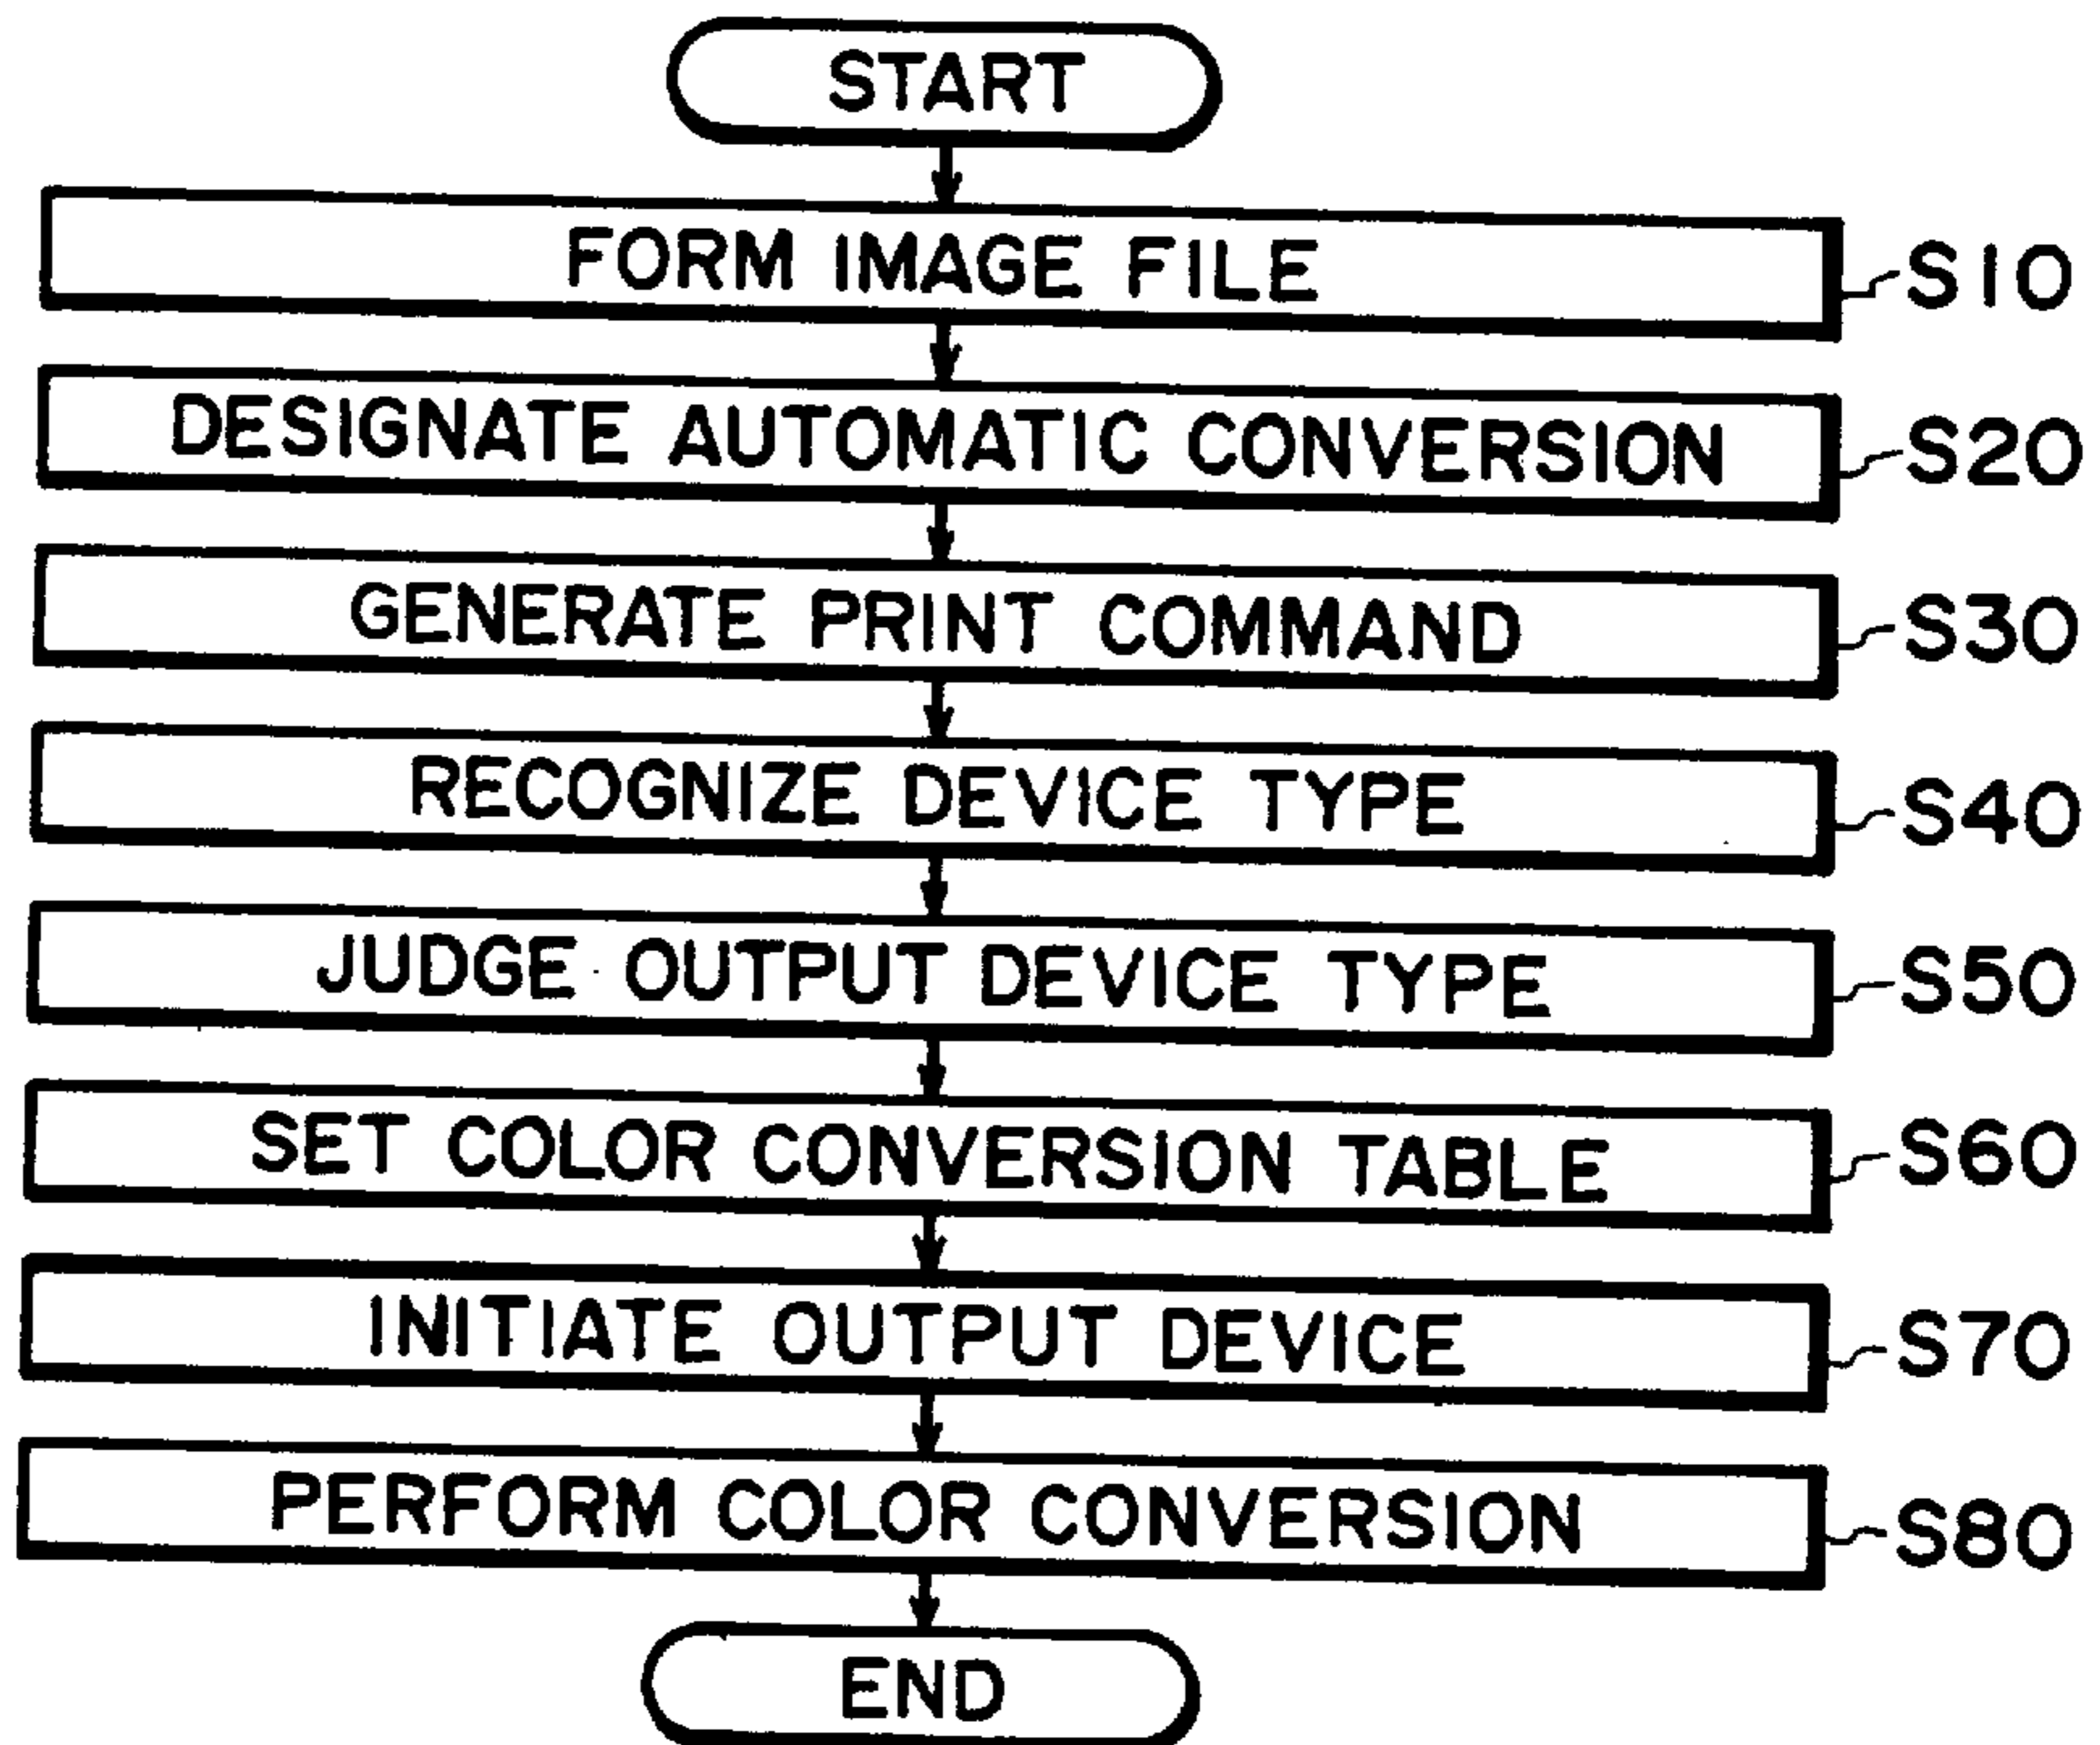 START
FORM IMAGE FILE S10
DESIGNATE AUTOMATIC CONVERSION S20
GENERATE PRINT COMMAND S30
RECOGNIZE DEVICE TYPE S40
JUDGE OUTPUT DEVICE TYPE S50
SET COLOR CONVERSION TABLE S60
INITIATE OUTPUT DEVICE S70
PERFORM COLOR CONVERSION S80
END